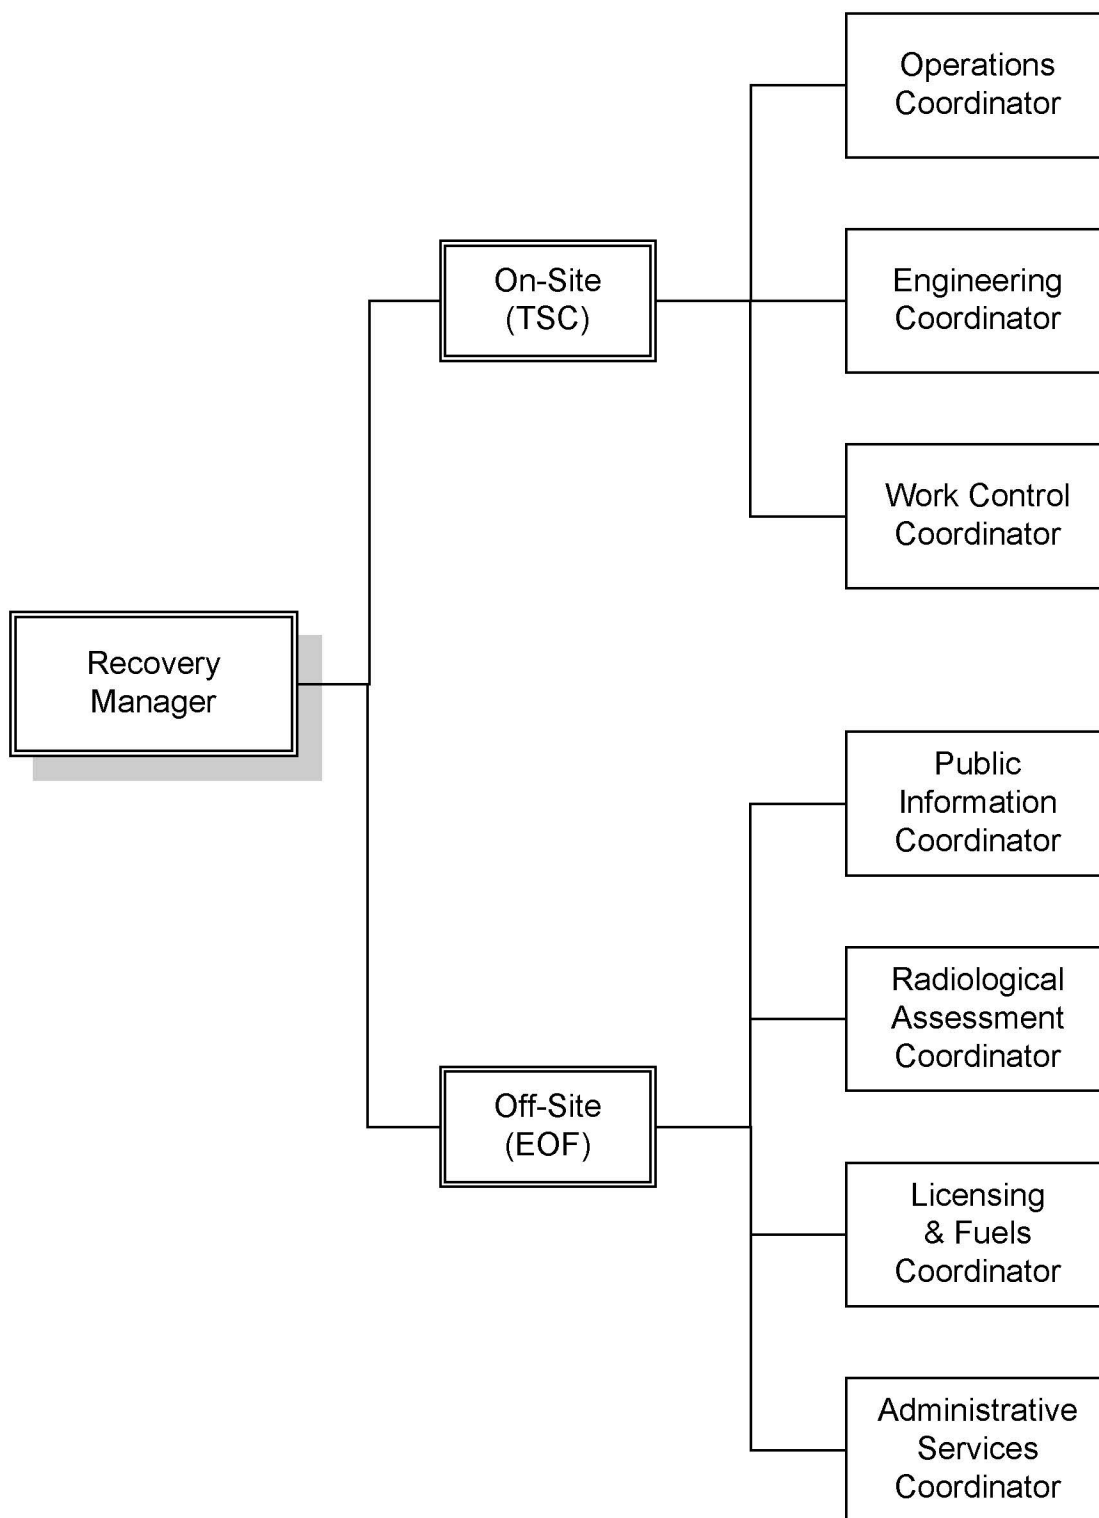 Operations
Coordinator
On-Site
(TSC)
Engineering
Coordinator
Work Control
Coordinator
Recovery
Manager
Public
Information
Coordinator
Radiological
Assessment
Coordinator
Off-Site
(EOF)
Licensing
& Fuels
Coordinator
Administrative
Services
Coordinator